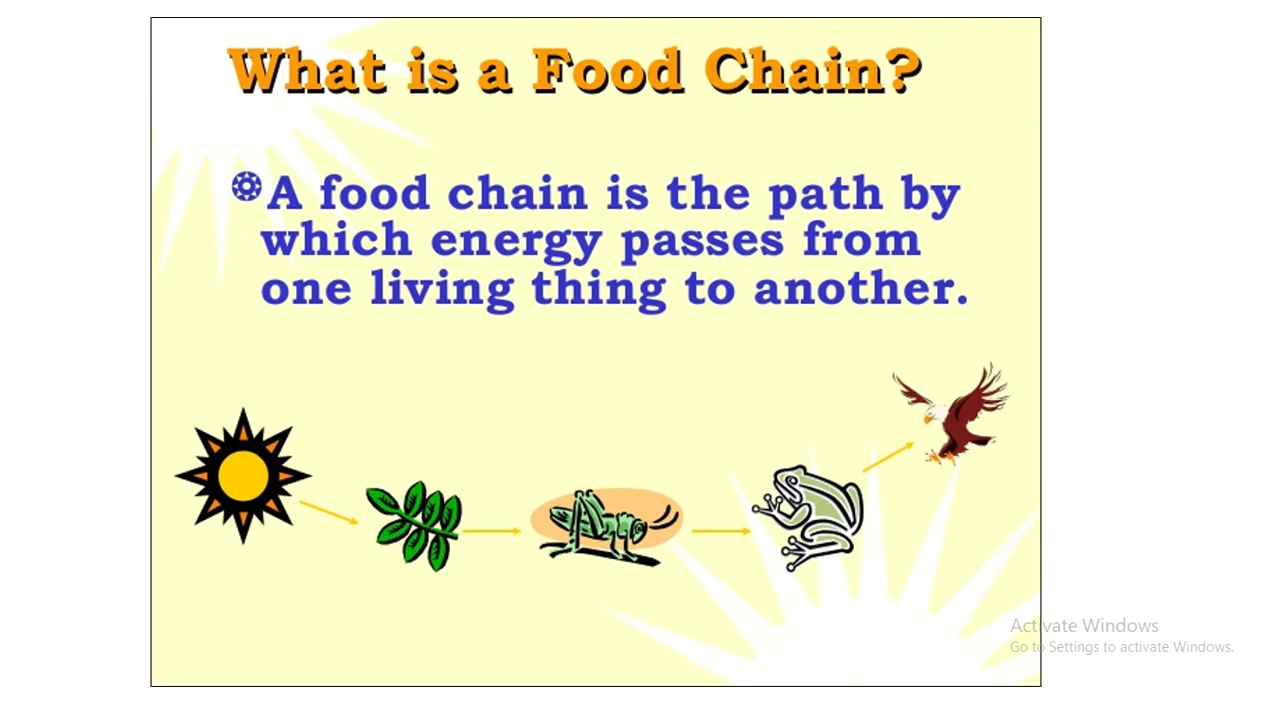 What is a Food Chain?
A food chain is the path by
which energy passes from
one living thing to another.
Activate Windows
Go to Settings to activate Windows.